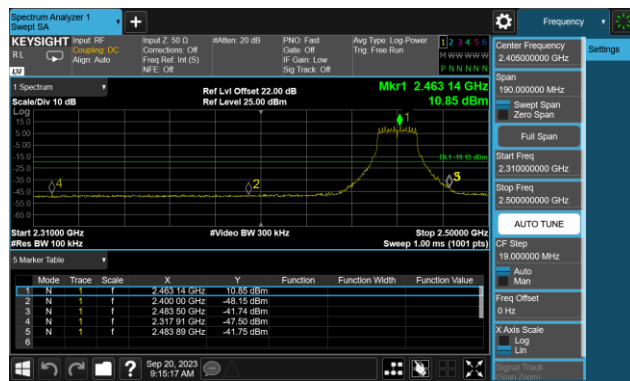 Spectrum Analyzer 1
Swept SA
Frequency
KEYSIGHT
Input: RF
Input Z: 50 Ω
#Atten: 20 dB
PNO: Fast
Avg Type: Log-Power
1 2 3 4 5 6
R L
Coupling: DC
Corrections: Off
Gate: Off
Trig: Free Run
M W W W W W
Align: Auto
Freq Ref: Int (S)
IF Gain: Low
P N N N N N
NFE: Off
Sig Track: Off
LXI
Center Frequency
2.405000000 GHz
Settings
1 Spectrum
Ref Lvl Offset 22.00 dB
Mkr1 2.463 14 GHz
Scale/Div 10 dB
Ref Level 25.00 dBm
10.85 dBm
Span
190.000000 MHz
Swept Span
Zero Span
Full Span
Log
15.0
5.00
-5.00
-15.0
-25.0
-35.0
-45.0
-55.0
-65.0
1
DL1 -19.15 dBm
4
2
5
Start 2.31000 GHz
#Video BW 300 kHz
Stop 2.50000 GHz
#Res BW 100 kHz
Sweep 1.00 ms (1001 pts)
Start Freq
2.310000000 GHz
Stop Freq
2.500000000 GHz
AUTO TUNE
CF Step
19.000000 MHz
Auto
Man
Freq Offset
0 Hz
X Axis Scale
Log
Lin
Signal Track
(Span Zoom)
5 Marker Table
Mode Trace Scale X Y Function Function Width Function Value
1 N 1 f 2.463 14 GHz 10.85 dBm
2 N 1 f 2.400 00 GHz -48.15 dBm
3 N 1 f 2.483 50 GHz -41.74 dBm
4 N 1 f 2.317 91 GHz -47.50 dBm
5 N 1 f 2.483 89 GHz -41.75 dBm
6
?
Sep 20, 2023
9:15:17 AM